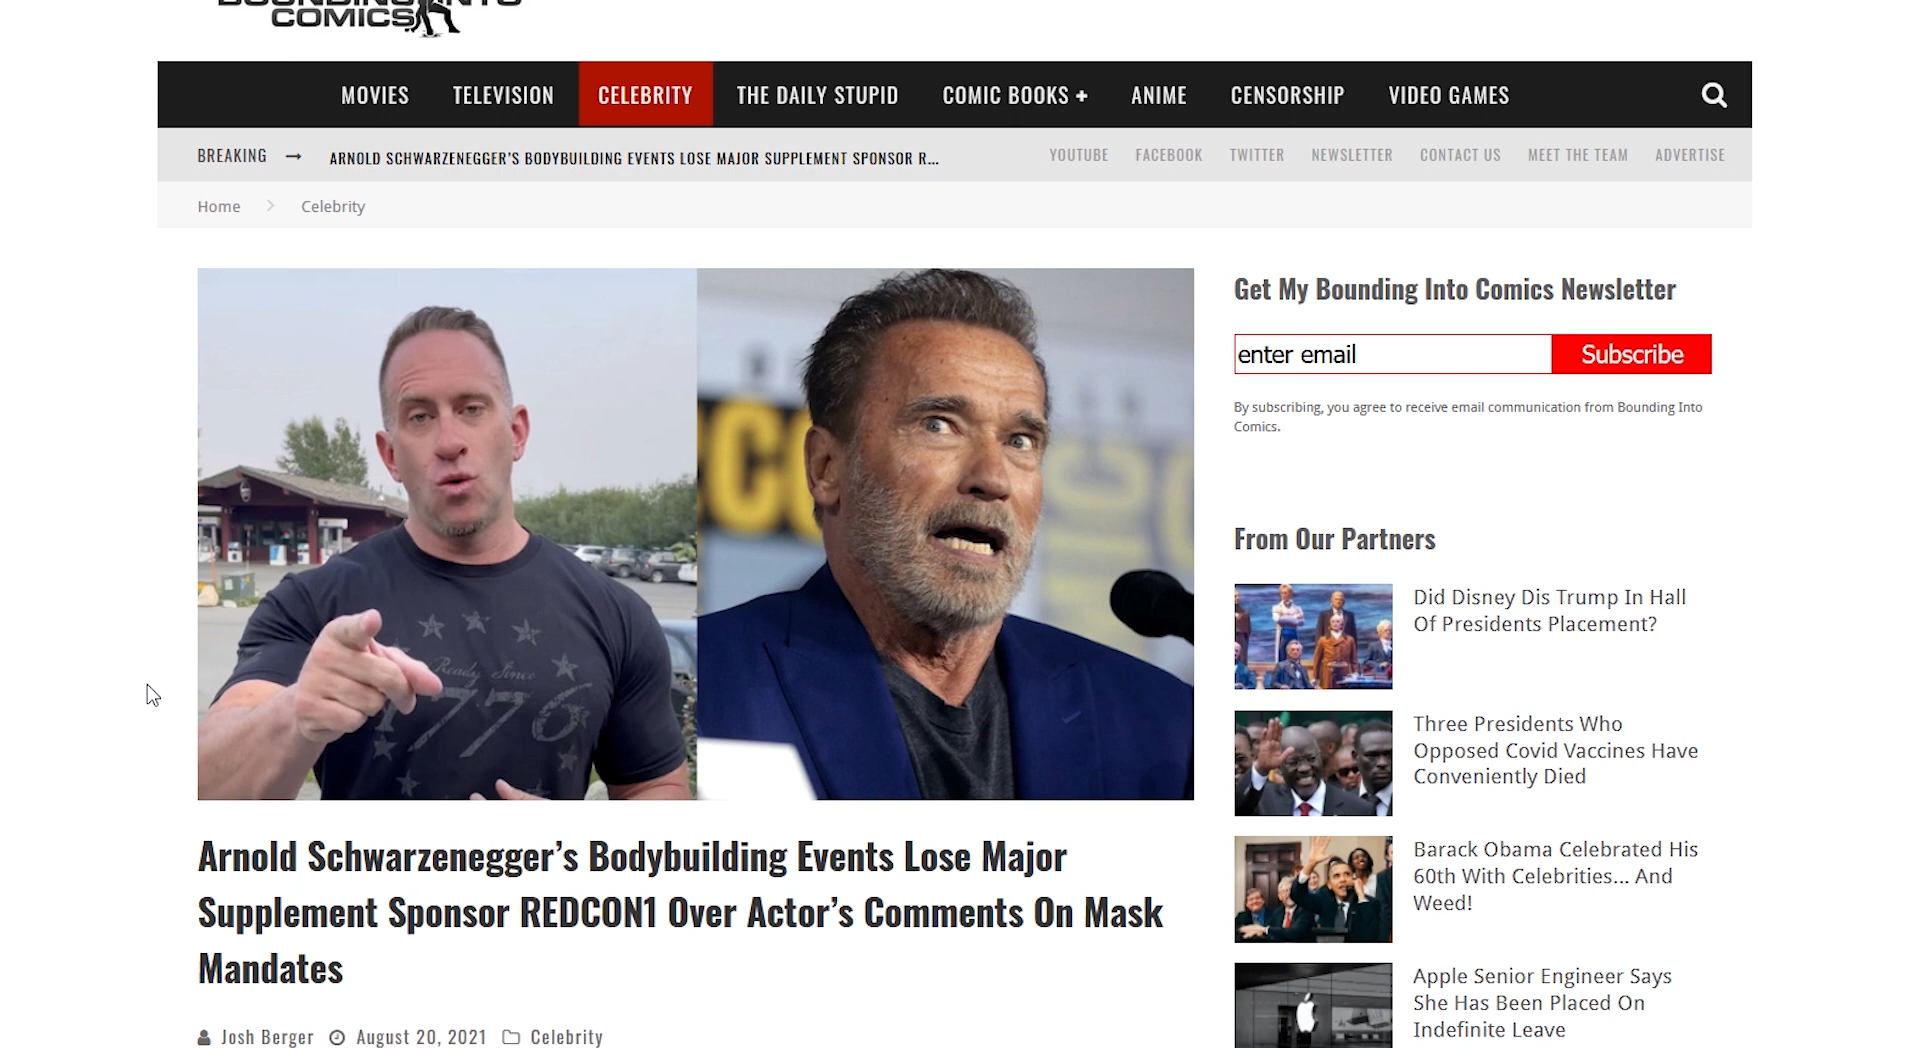 BOUNDING INTO
COMICS
MOVIES TELEVISION CELEBRITY THE DAILY STUPID COMIC BOOKS + ANIME CENSORSHIP VIDEO GAMES
BREAKING → ARNOLD SCHWARZENEGGER'S BODYBUILDING EVENTS LOSE MAJOR SUPPLEMENT SPONSOR R... YOUTUBE FACEBOOK TWITTER NEWSLETTER CONTACT US MEET THE TEAM ADVERTISE
Home > Celebrity
Ready Since
1776
Get My Bounding Into Comics Newsletter
enter email Subscribe
By subscribing, you agree to receive email communication from Bounding Into
Comics.
From Our Partners
Did Disney Dis Trump In Hall
Of Presidents Placement?
Three Presidents Who
Opposed Covid Vaccines Have
Conveniently Died
Barack Obama Celebrated His
60th With Celebrities... And
Weed!
Apple Senior Engineer Says
She Has Been Placed On
Indefinite Leave
Arnold Schwarzenegger's Bodybuilding Events Lose Major
Supplement Sponsor REDCON1 Over Actor's Comments On Mask
Mandates
Josh Berger August 20, 2021 Celebrity